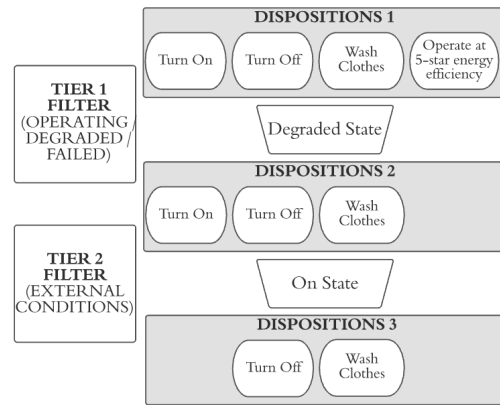 DISPOSITIONS 1
Turn On
Turn Off
Wash
Clothes
Operate at
5-star energy
efficiency
TIER 1
FILTER
(OPERATING /
DEGRADED /
FAILED)
Degraded State
DISPOSITIONS 2
Turn On
Turn Off
Wash
Clothes
TIER 2
FILTER
(EXTERNAL
CONDITIONS)
On State
DISPOSITIONS 3
Turn Off
Wash
Clothes